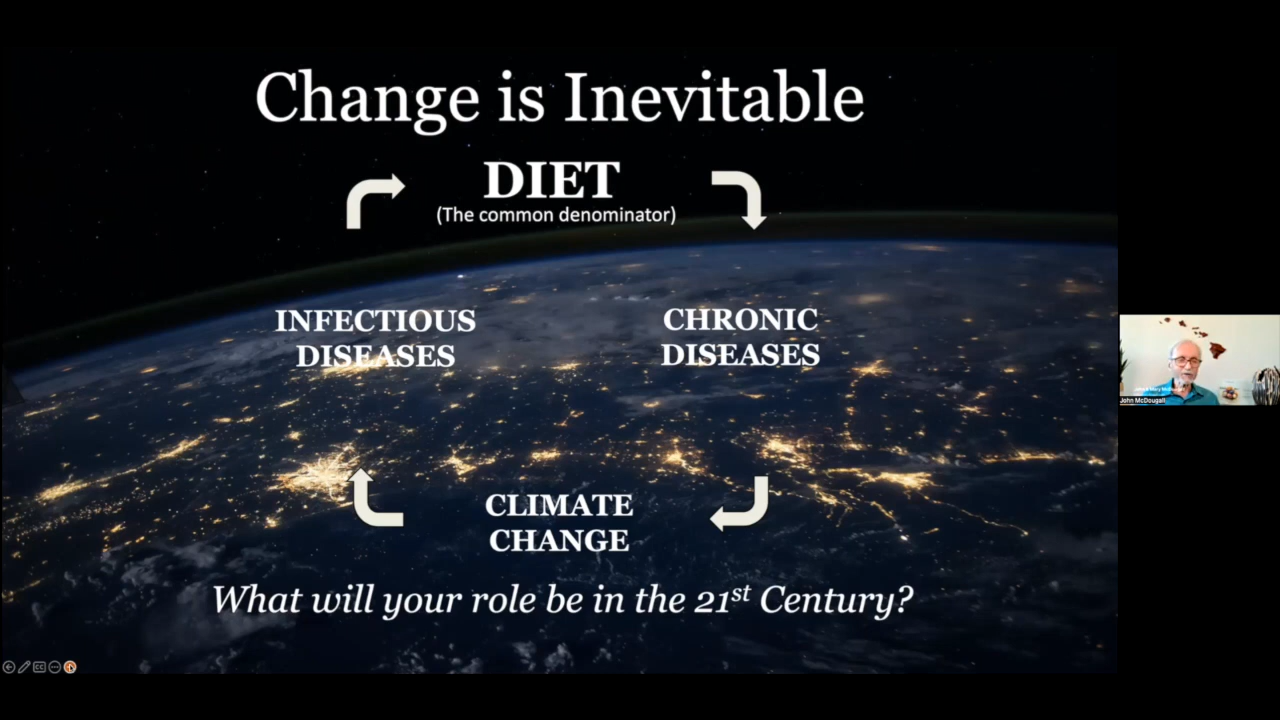 Change is Inevitable
DIET
(The common denominator)
INFECTIOUS
DISEASES
CHRONIC
DISEASES
CLIMATE
CHANGE
What will your role be in the 21st Century?
CC
John McDougall